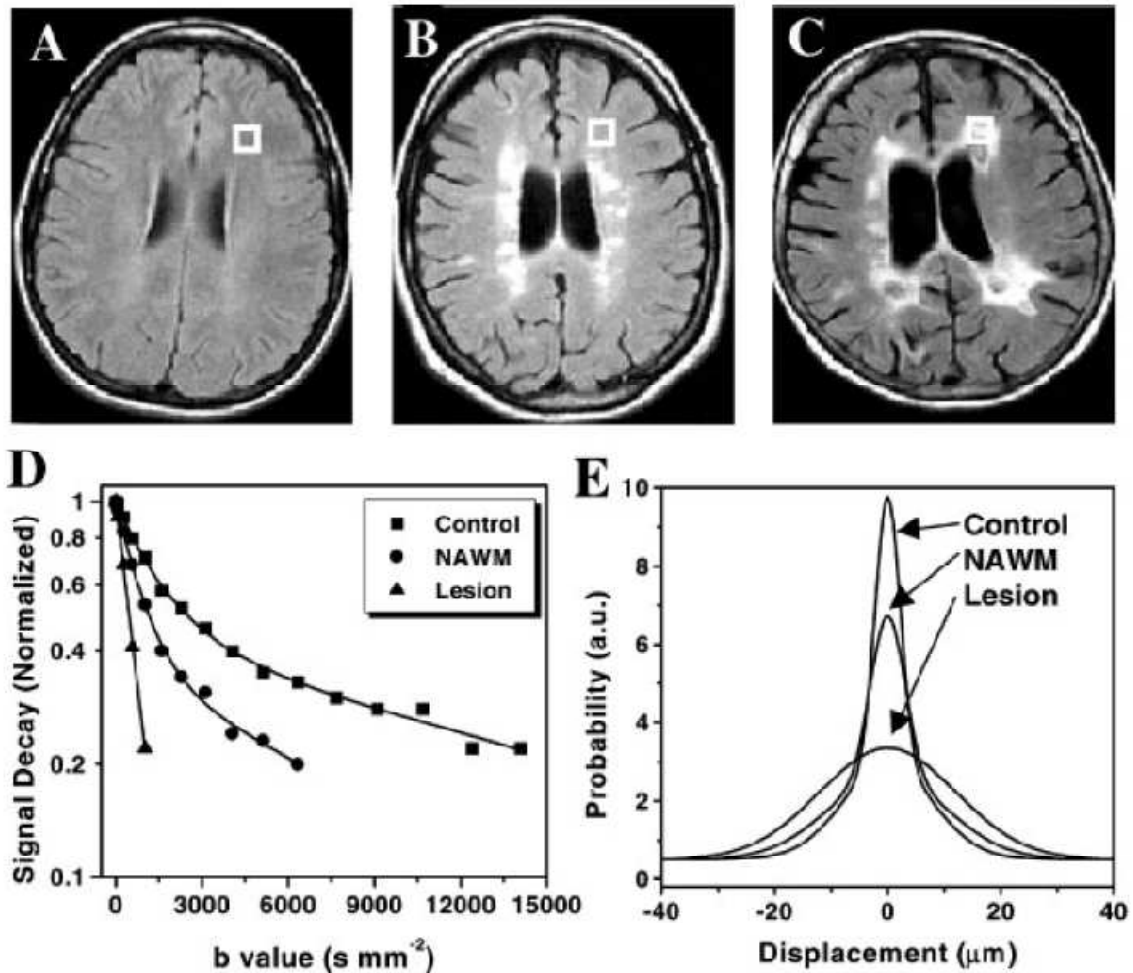 A
B
C
D
Signal Decay (Normalized)
1
0.8
0.6
0.4
0.2
0.1
Control
NAWM
Lesion
0
3000
6000
9000
12000
15000
b value (s mm⁻²)
E
Probability (a.u.)
10
8
6
4
2
0
Control
NAWM
Lesion
-40
-20
0
20
40
Displacement (μm)